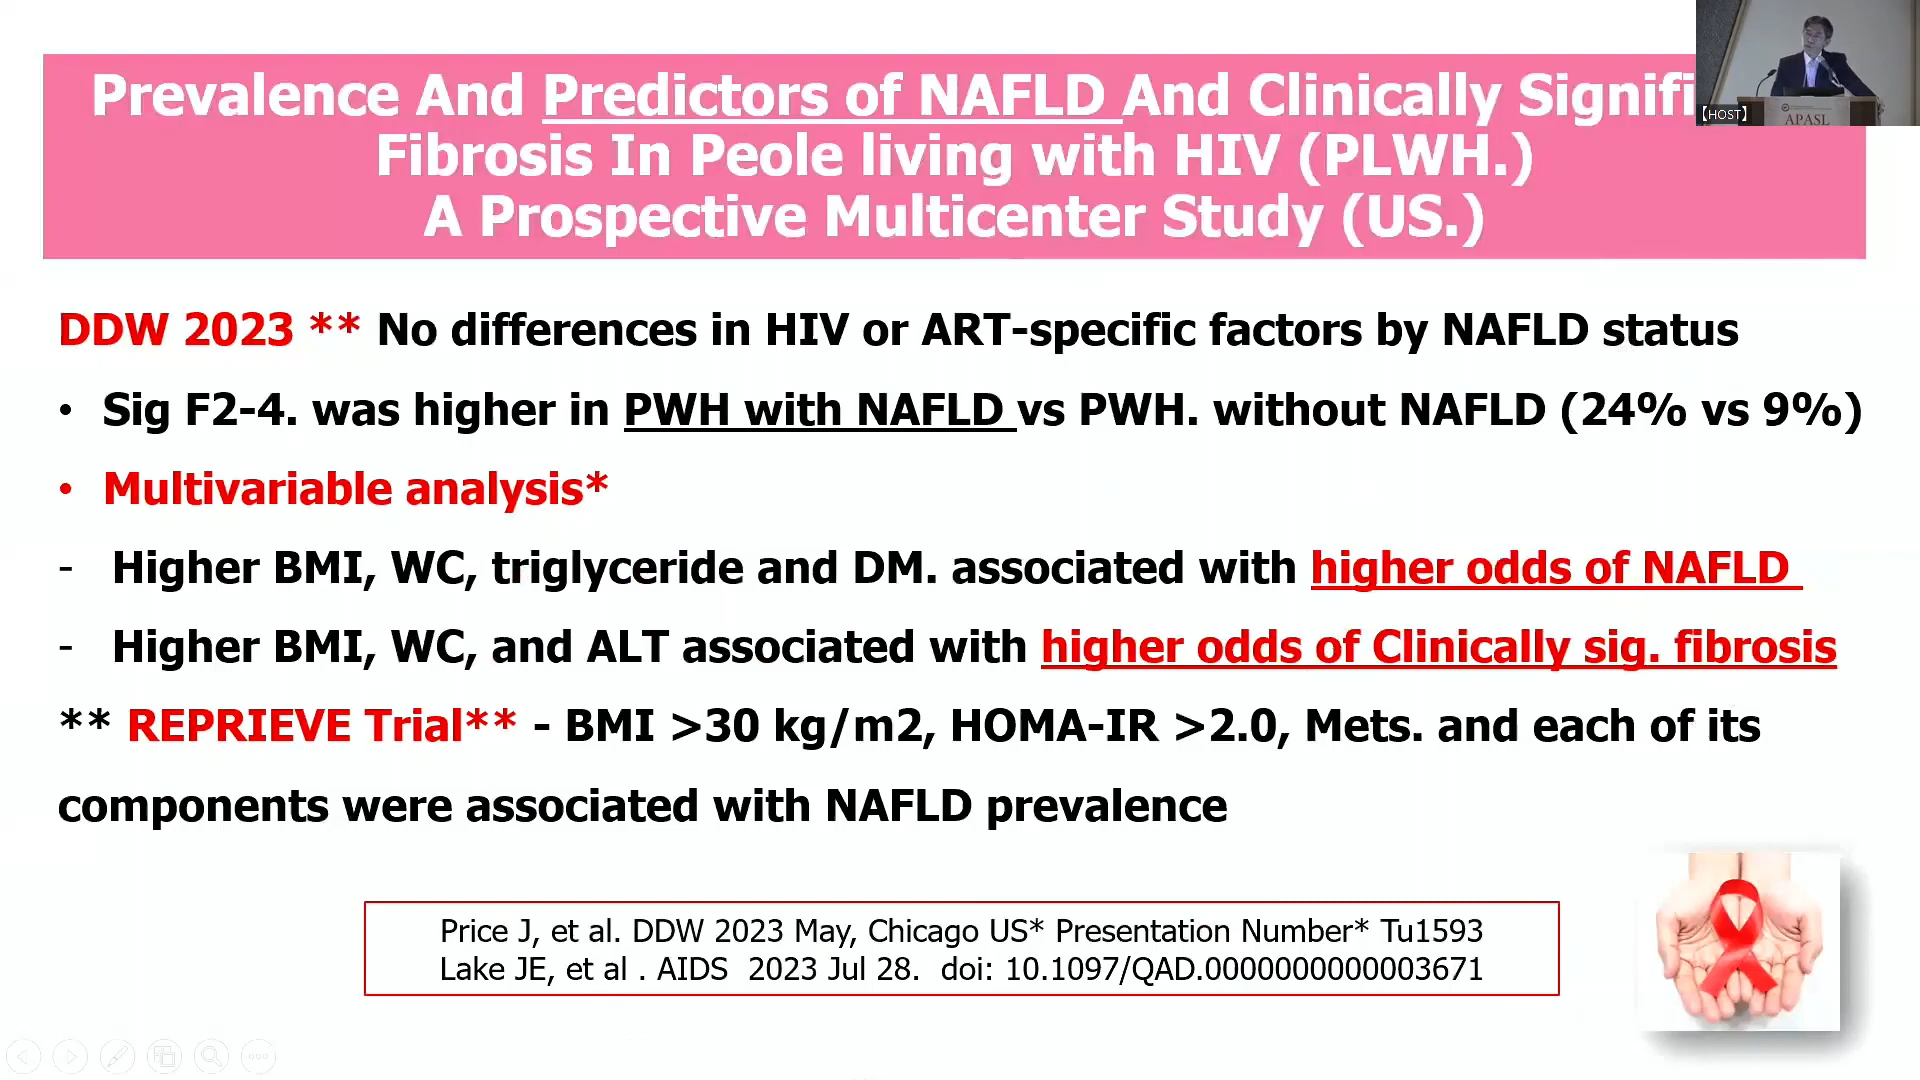 Prevalence And Predictors of NAFLD And Clinically Signifi
Fibrosis In Peole living with HIV (PLWH.)
A Prospective Multicenter Study (US.)
【HOST】
APASL
DDW 2023 ** No differences in HIV or ART-specific factors by NAFLD status
• Sig F2-4. was higher in PWH with NAFLD vs PWH. without NAFLD (24% vs 9%)
• Multivariable analysis*
- Higher BMI, WC, triglyceride and DM. associated with higher odds of NAFLD
- Higher BMI, WC, and ALT associated with higher odds of Clinically sig. fibrosis
** REPRIEVE Trial** - BMI >30 kg/m2, HOMA-IR >2.0, Mets. and each of its
components were associated with NAFLD prevalence
Price J, et al. DDW 2023 May, Chicago US* Presentation Number* Tu1593
Lake JE, et al . AIDS 2023 Jul 28. doi: 10.1097/QAD.0000000000003671